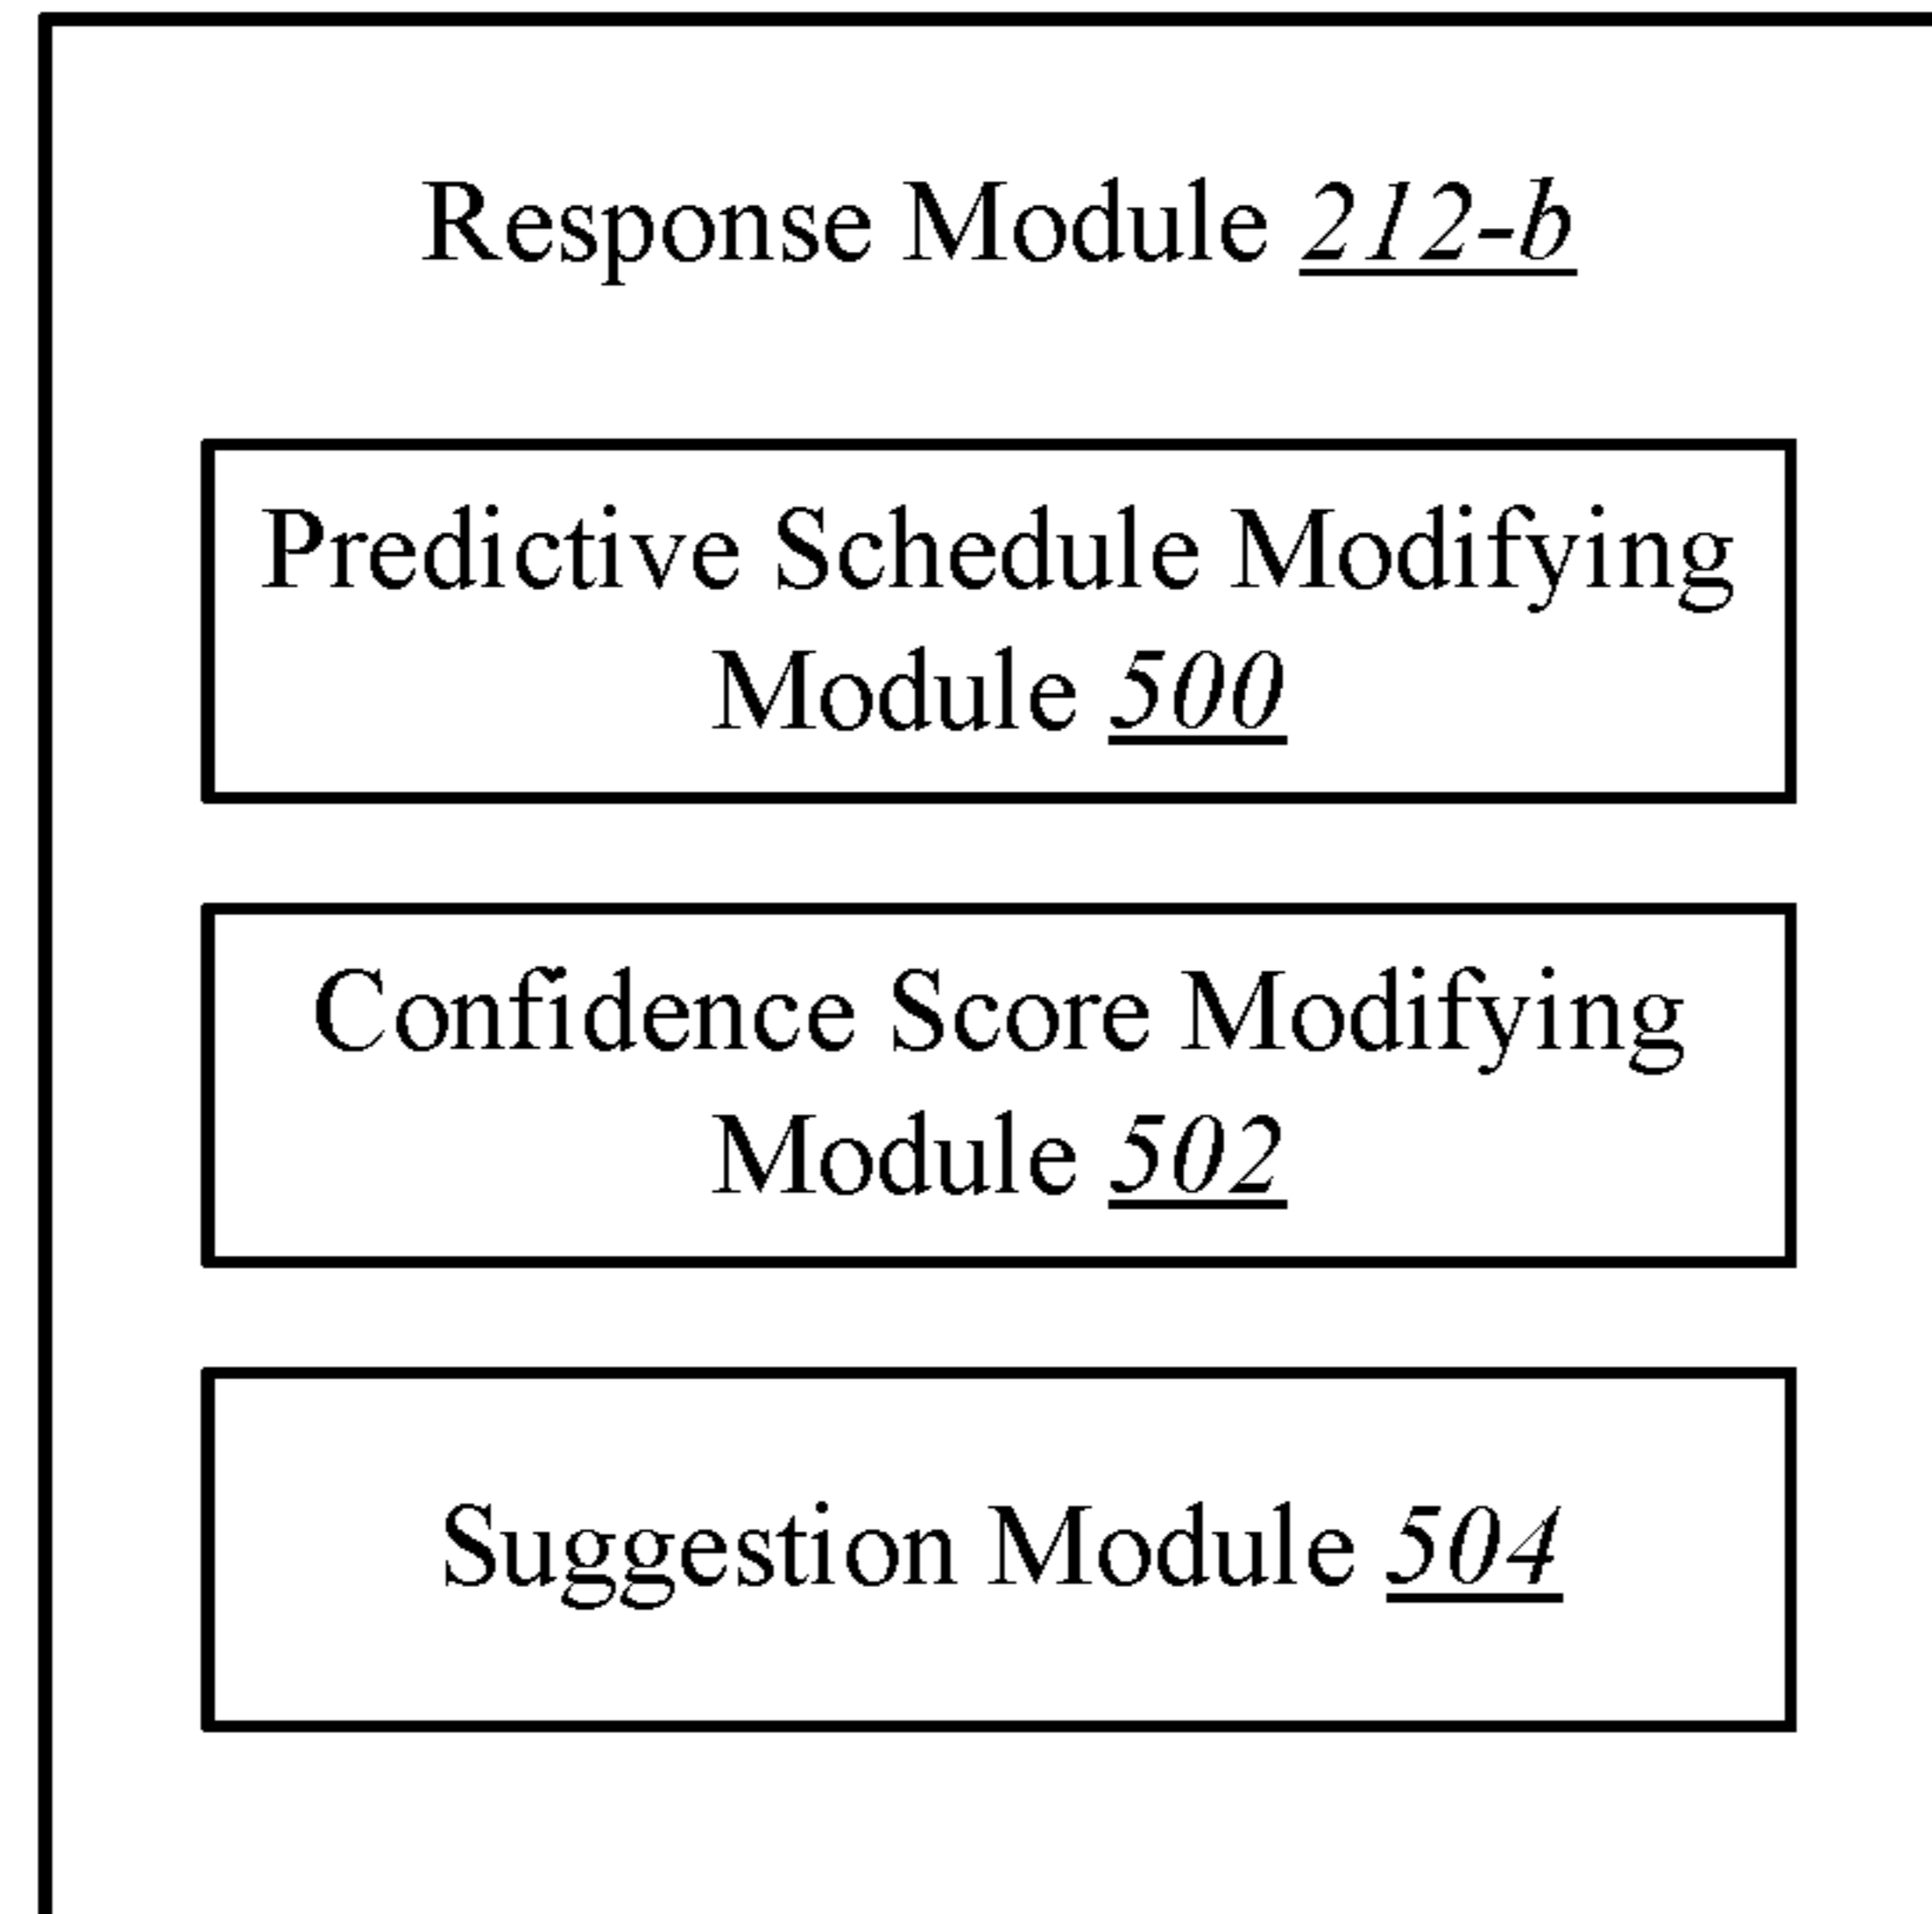 Response Module 212-b
Predictive Schedule Modifying
Module 500
Confidence Score Modifying
Module 502
Suggestion Module 504